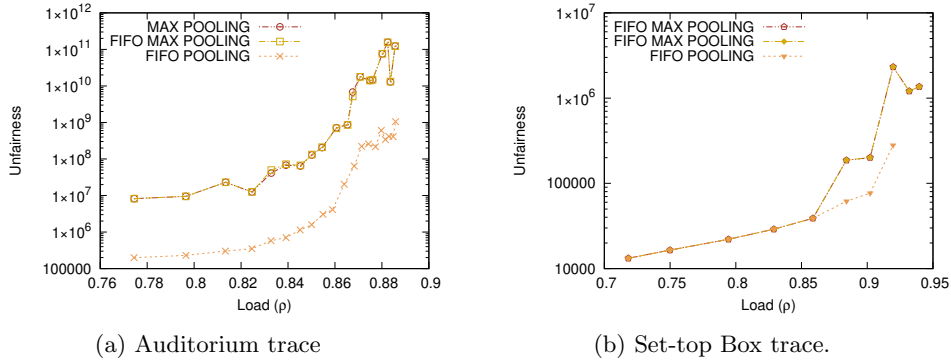 MAX POOLING
FIFO MAX POOLING
FIFO POOLING
Unfairness
1×10^12
1×10^11
1×10^10
1×10^9
1×10^8
1×10^7
1×10^6
100000
0.76 0.78 0.8 0.82 0.84 0.86 0.88 0.9
Load (ρ)
(a) Auditorium trace
FIFO MAX POOLING
FIFO MAX POOLING
FIFO POOLING
Unfairness
1×10^7
1×10^6
100000
10000
0.7 0.75 0.8 0.85 0.9 0.95
Load (ρ)
(b) Set-top Box trace.